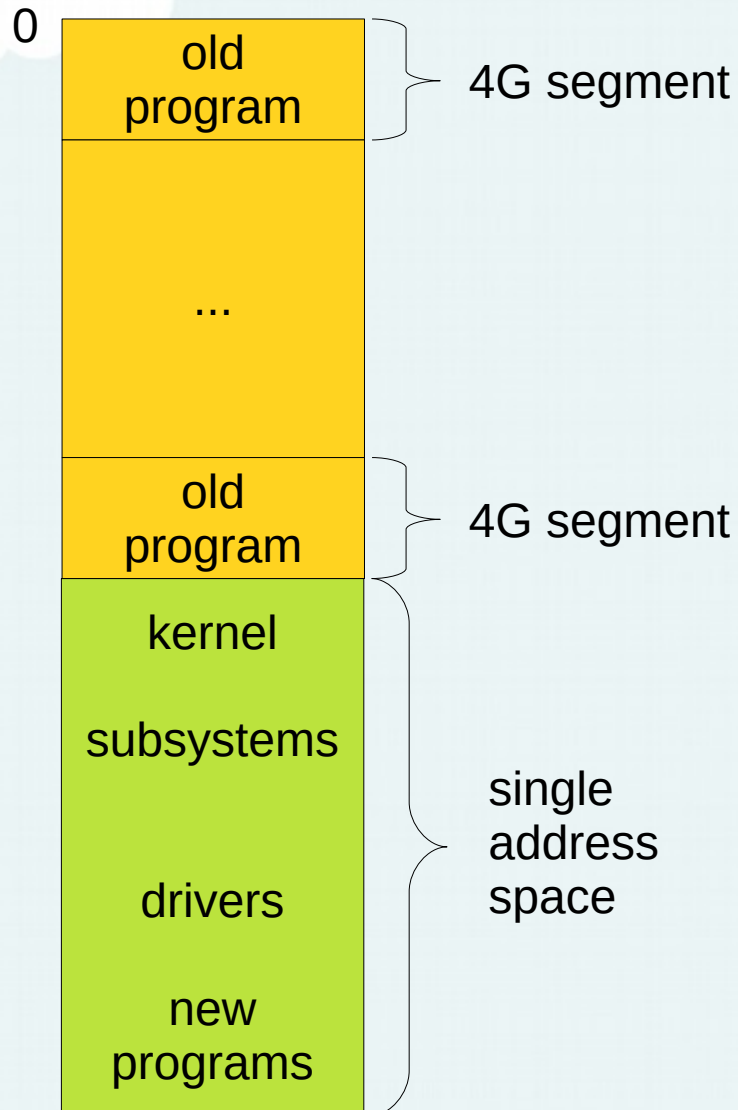 0
old
program
4G segment
...
old
program
4G segment
kernel
subsystems
drivers
new
programs
single
address
space